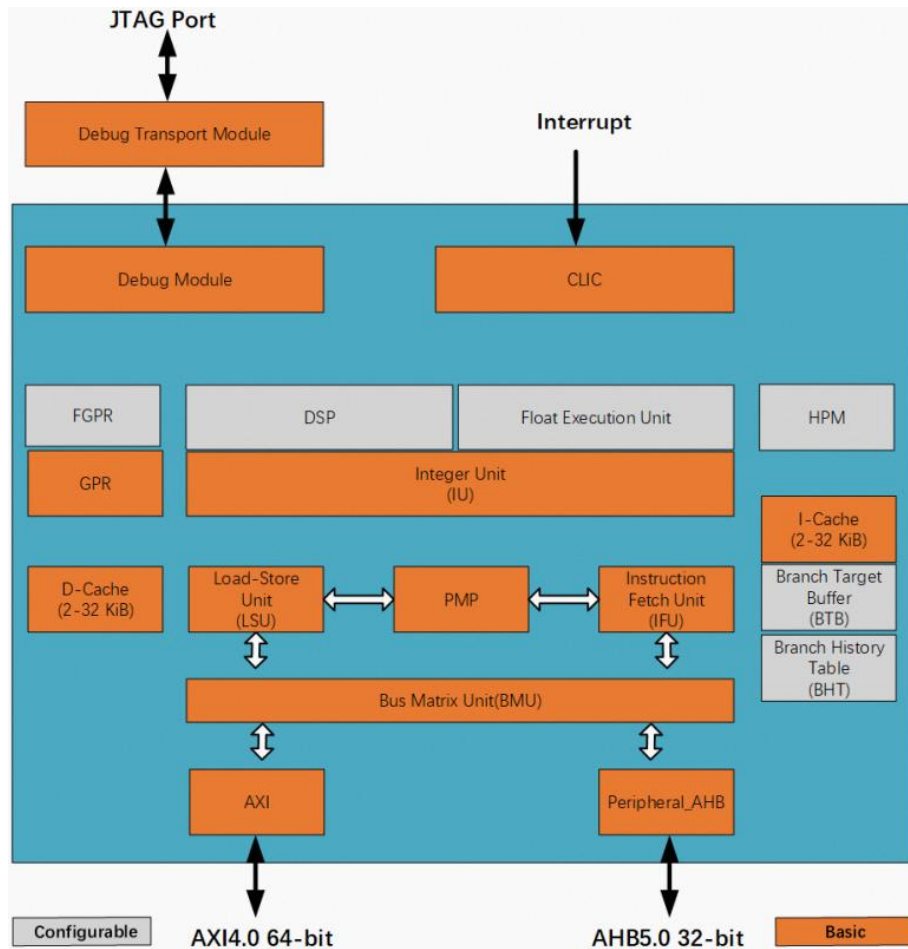 JTAG Port
Debug Transport Module
Interrupt
Debug Module
CLIC
FGPR
DSP
Float Execution Unit
HPM
GPR
Integer Unit
(IU)
I-Cache
(2-32 KiB)
D-Cache
(2-32 KiB)
Load-Store
Unit
(LSU)
PMP
Instruction
Fetch Unit
(IFU)
Branch Target
Buffer
(BTB)
Branch History
Table
(BHT)
Bus Matrix Unit(BMU)
AXI
Peripheral_AHB
Configurable
AXI4.0 64-bit
AHB5.0 32-bit
Basic